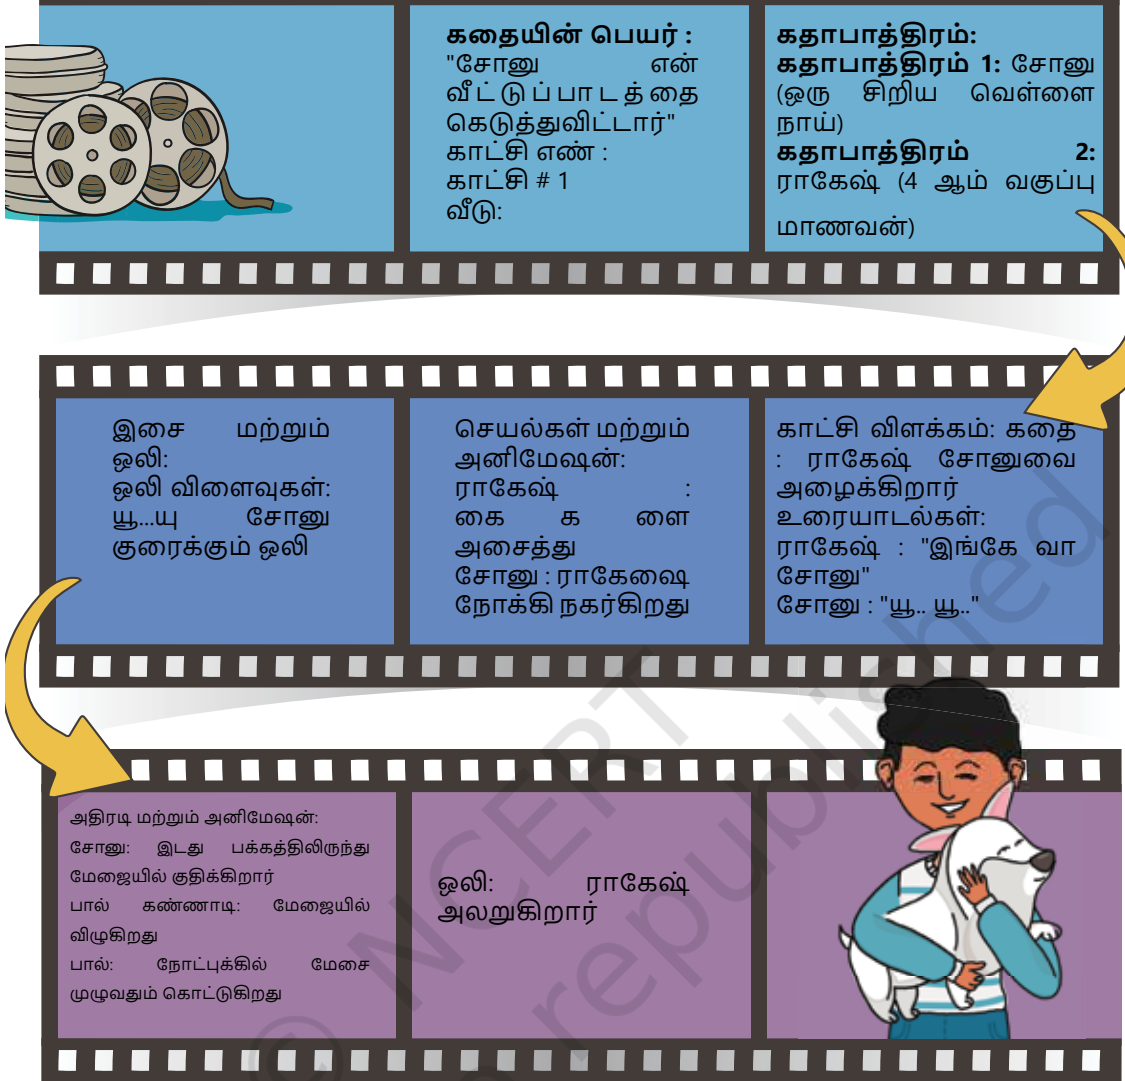 கதையின் பெயர் :
"சோனு என்
வீட்டுப்பாடத்தை
கெடுத்துவிட்டார்"
காட்சி எண் :
காட்சி # 1
வீடு:
கதாபாத்திரம்:
கதாபாத்திரம் 1: சோனு
(ஒரு சிறிய வெள்ளை
நாய்)
கதாபாத்திரம் 2:
ராகேஷ் (4 ஆம் வகுப்பு
மாணவன்)
இசை மற்றும்
ஒலி:
ஒலி விளைவுகள்:
யூ...யு சோனு
குரைக்கும் ஒலி
செயல்கள் மற்றும்
அனிமேஷன்:
ராகேஷ் :
கை க ளை
அசைத்து
சோனு : ராகேஷை
நோக்கி நகர்கிறது
காட்சி விளக்கம்: கதை
: ராகேஷ் சோனுவை
அழைக்கிறார்
உரையாடல்கள்:
ராகேஷ் : "இங்கே வா
சோனு"
சோனு : "யூ.. யூ.."
அதிரடி மற்றும் அனிமேஷன்:
சோனு: இடது பக்கத்திலிருந்து
மேஜையில் குதிக்கிறார்
பால் கண்ணாடி: மேஜையில்
விழுகிறது
பால்: நோட்புக்கில் மேசை
முழுவதும் கொட்டுகிறது
ஒலி: ராகேஷ்
அலறுகிறார்
© NCERT
republished